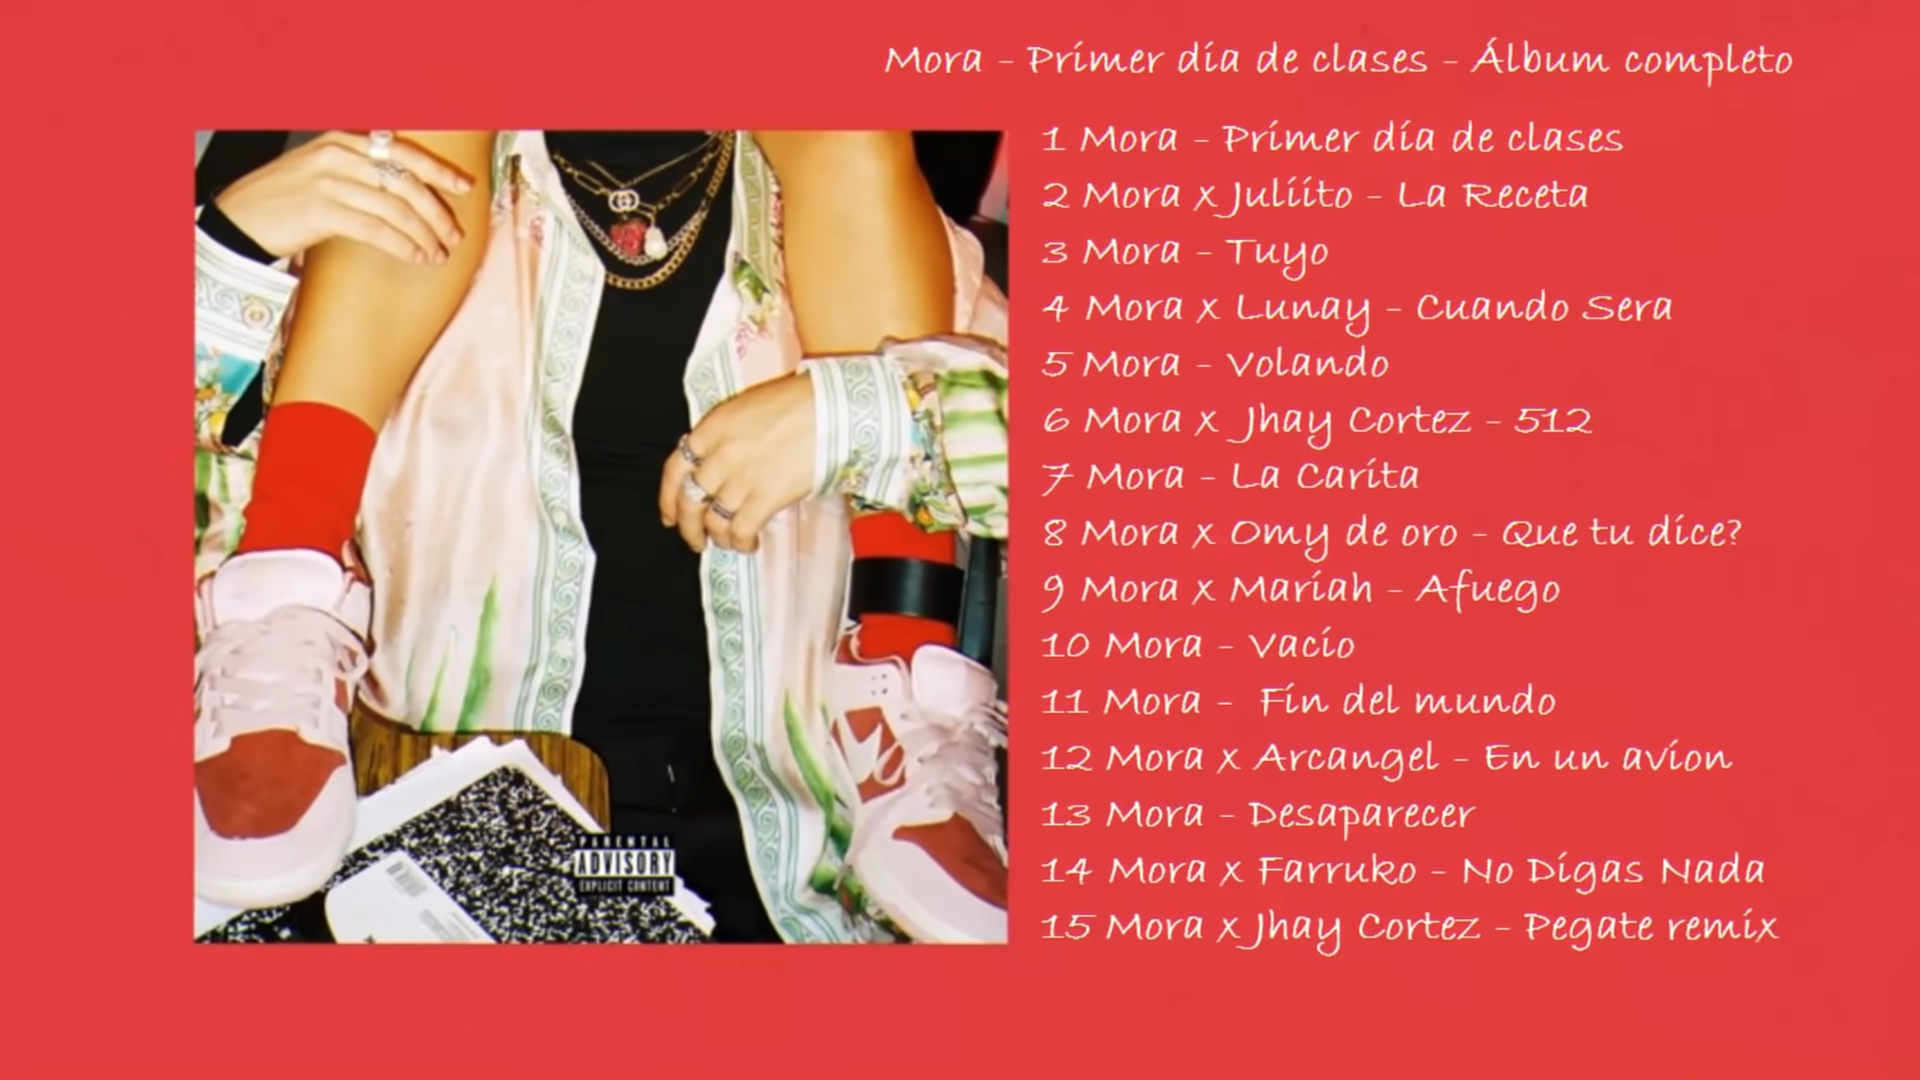 Mora - Primer día de clases - Álbum completo
1 Mora - Primer día de clases
2 Mora x Juliito - La Receta
3 Mora - Tuyo
4 Mora x Lunay - Cuando Sera
5 Mora - Volando
6 Mora x Jhay Cortez - 512
7 Mora - La Carita
8 Mora x Omy de oro - Que tu dice?
9 Mora x Mariah - Afuego
10 Mora - Vacio
11 Mora - Fin del mundo
12 Mora x Arcangel - En un avion
13 Mora - Desaparecer
14 Mora x Farruko - No Digas Nada
15 Mora x Jhay Cortez - Pegate remix
PARENTAL
ADVISORY
EXPLICIT CONTENT